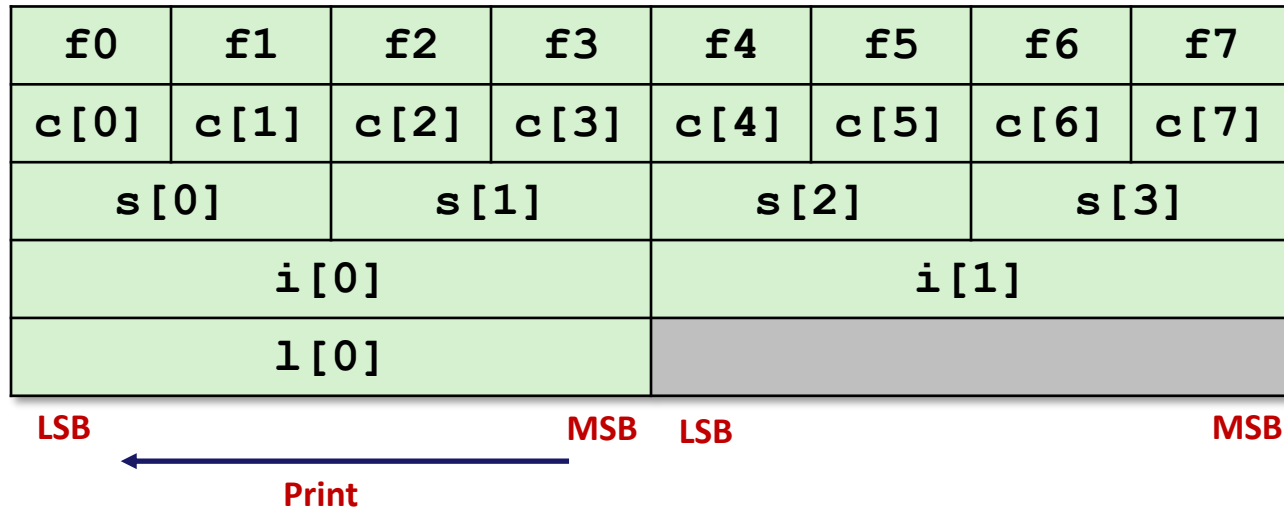 f0 f1 f2 f3 f4 f5 f6 f7
c[0] c[1] c[2] c[3] c[4] c[5] c[6] c[7]
s[0] s[1] s[2] s[3]
i[0] i[1]
l[0]
LSB MSB LSB MSB
Print